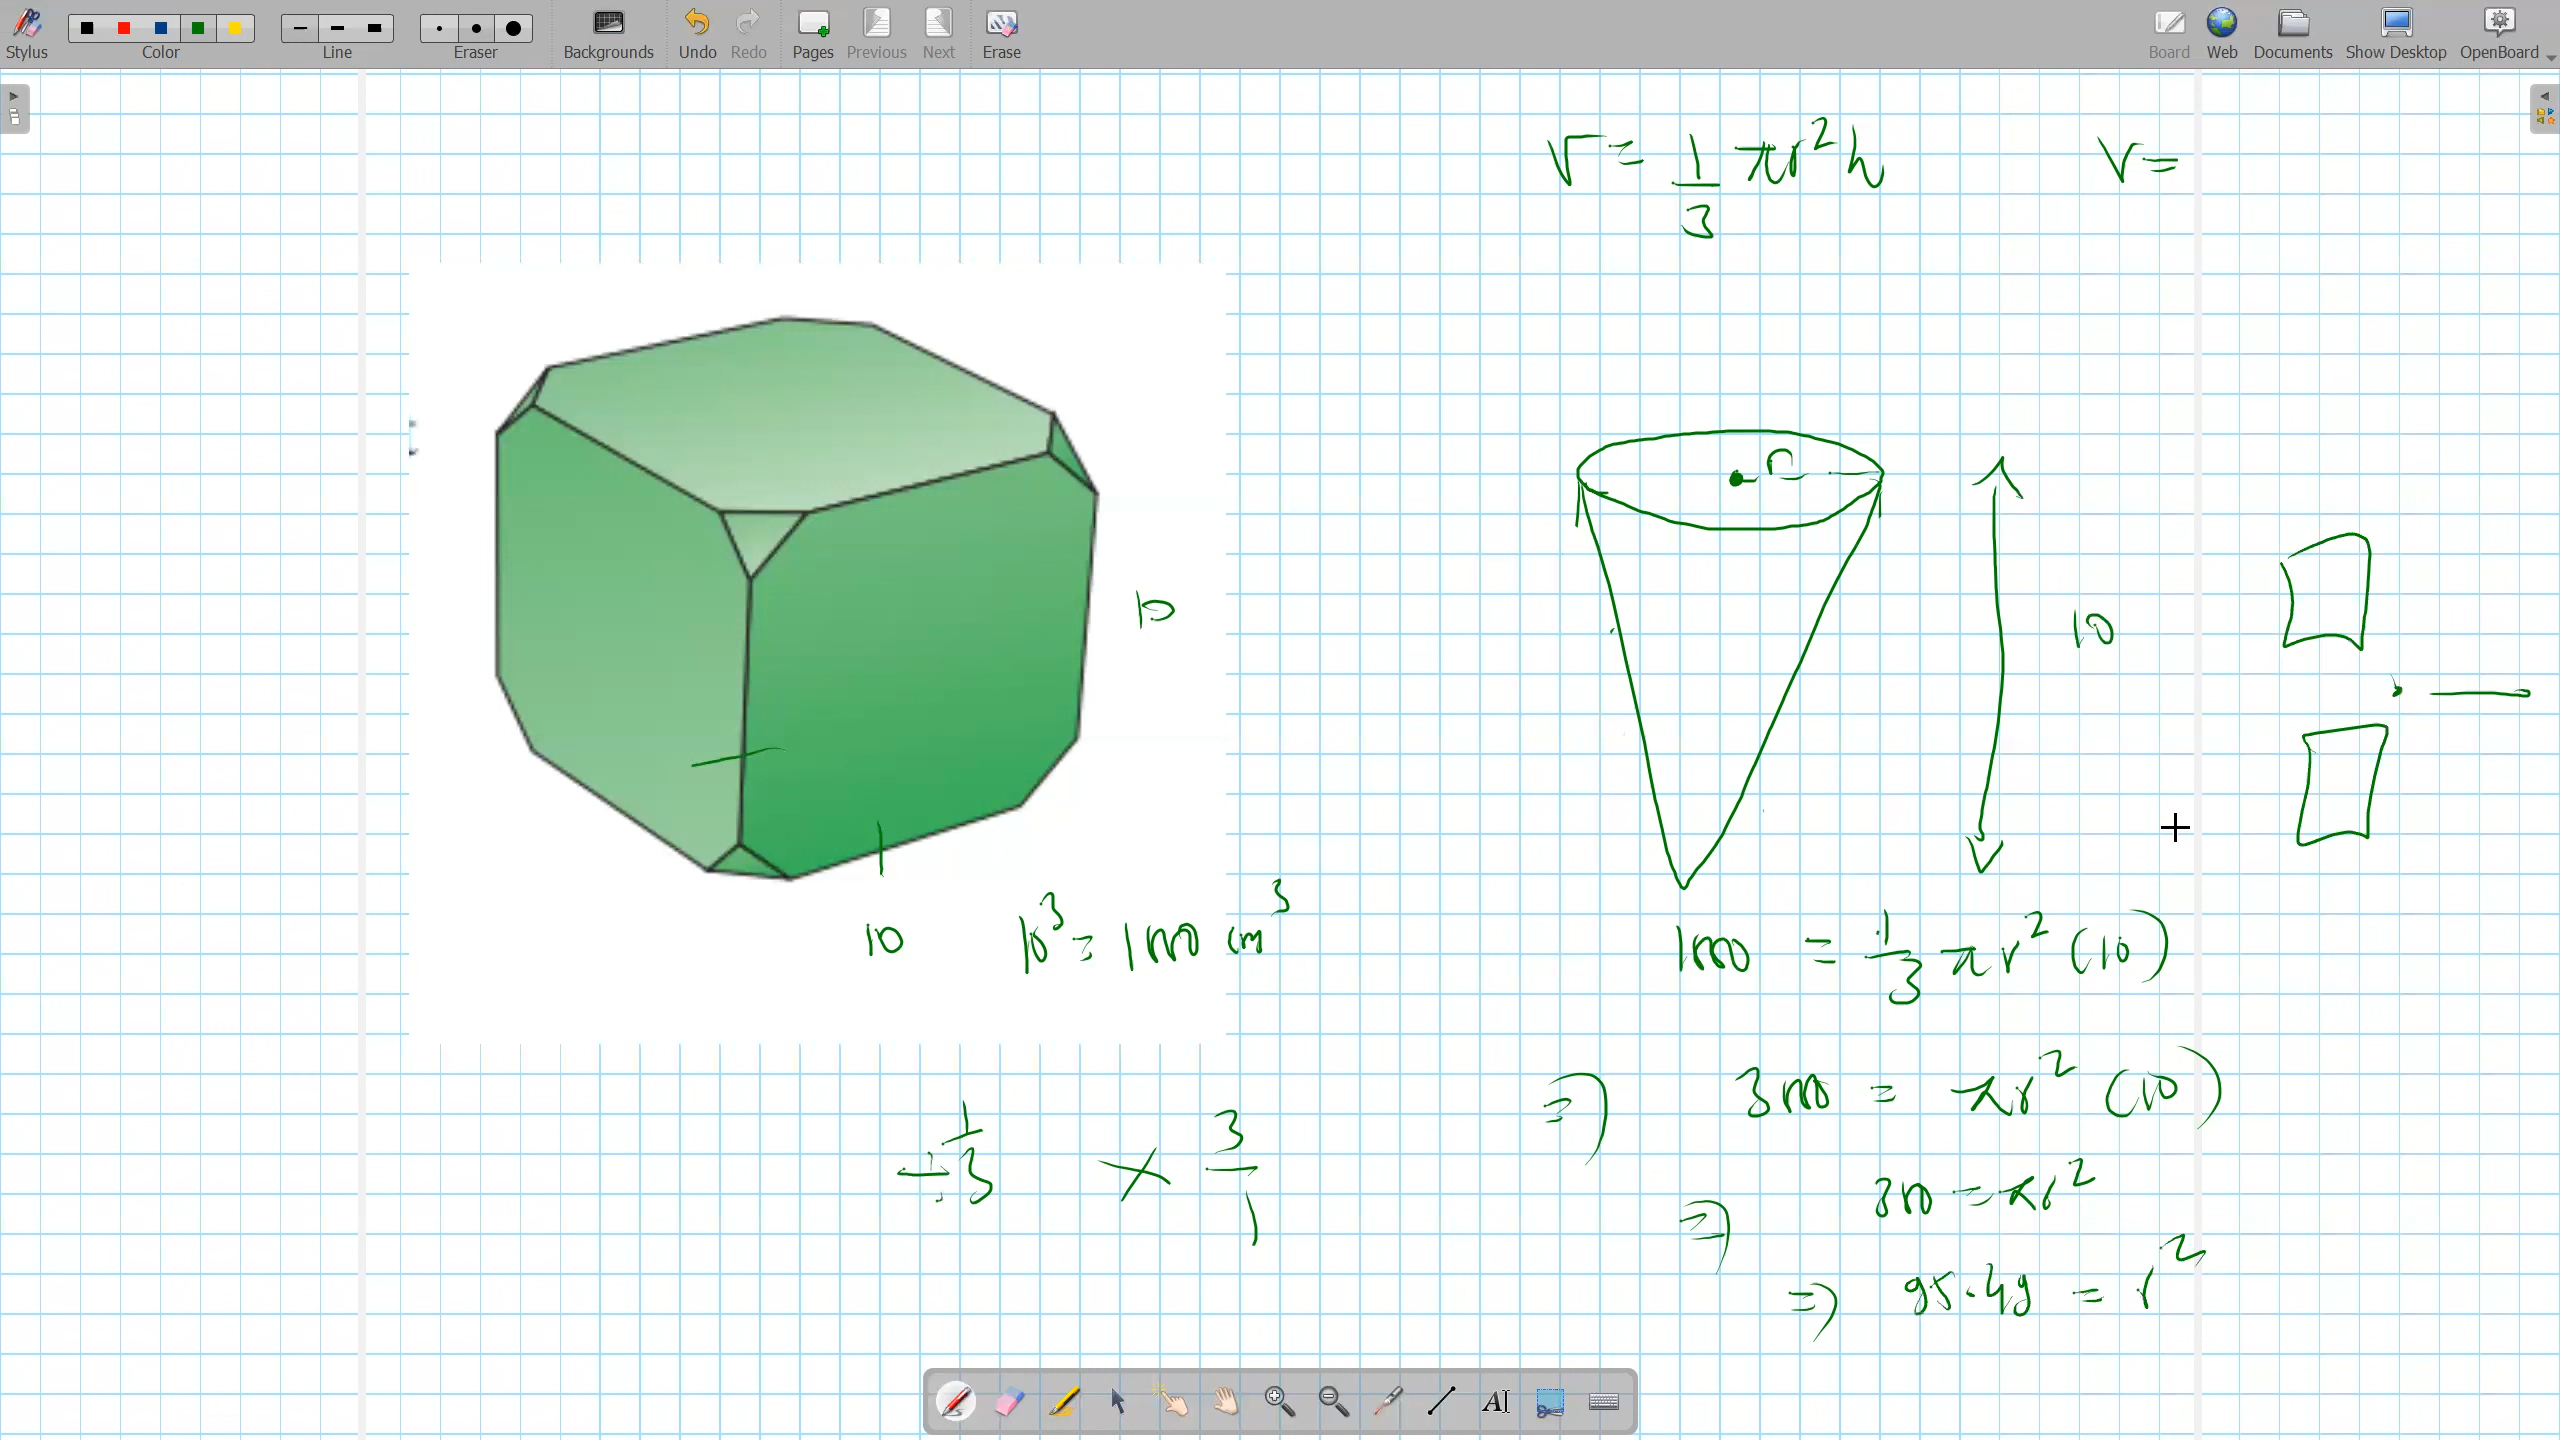 Stylus Color Line Eraser Backgrounds Undo Redo Pages Previous Next Erase Board Web Documents Show Desktop OpenBoard
V = 1/3 πr²h
V =
r
10
10
10
10³ = 1000 cm³
1000 = 1/3 πr² (10)
⇒ 3000 = πr² (10)
÷ 1/3 × 3/1
⇒ 300 = πr²
⇒ 95.49 = r²
AI